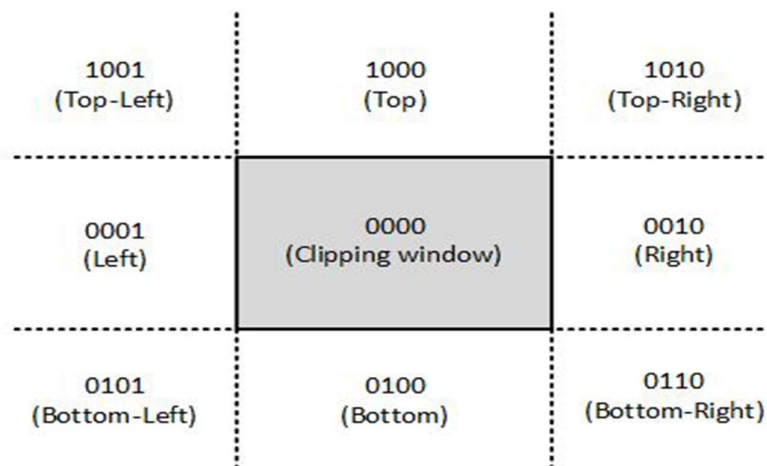 1001
(Top-Left)
1000
(Top)
1010
(Top-Right)
0001
(Left)
0000
(Clipping window)
0010
(Right)
0101
(Bottom-Left)
0100
(Bottom)
0110
(Bottom-Right)